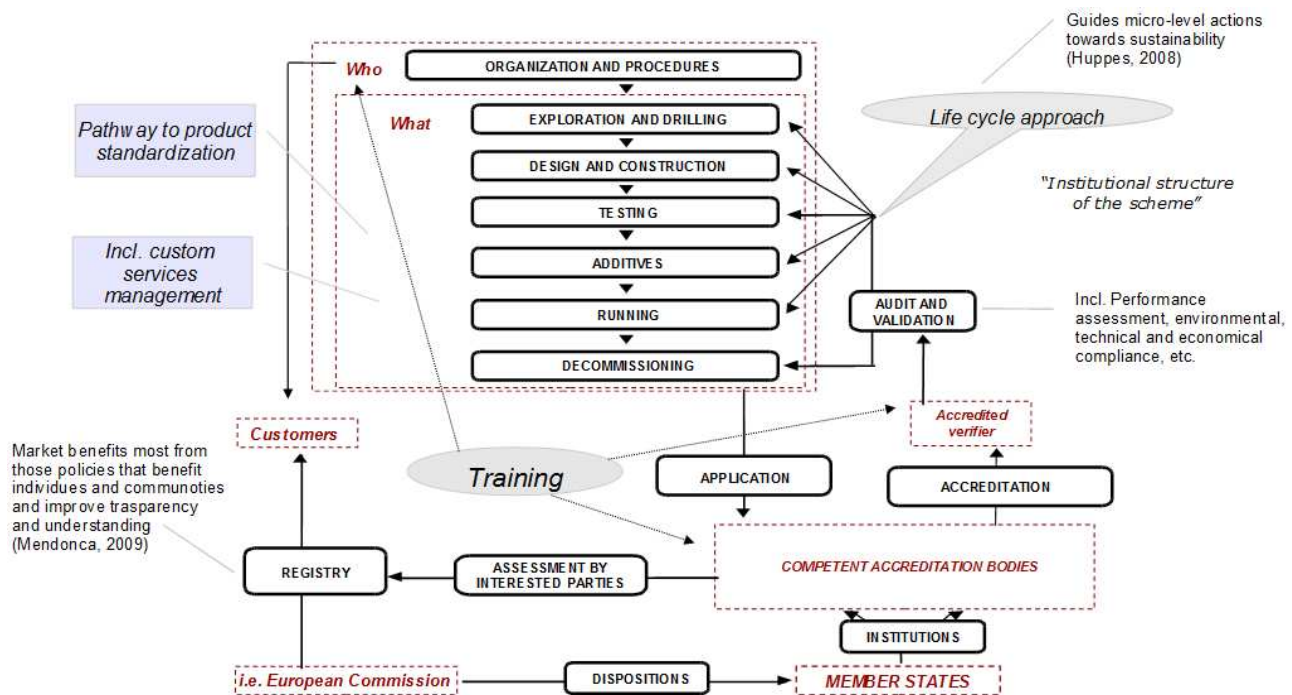 Guides micro-level actions
towards sustainability
(Huppes, 2008)
Who
ORGANIZATION AND PROCEDURES
What
EXPLORATION AND DRILLING
Life cycle approach
Pathway to product
standardization
DESIGN AND CONSTRUCTION
"Institutional structure
of the scheme"
TESTING
Incl. custom
services
management
ADDITIVES
RUNNING
AUDIT AND
VALIDATION
Incl. Performance
assessment, environmental,
technical and economical
compliance, etc.
DECOMMISSIONING
Customers
Accredited
verifier
Market benefits most from
those policies that benefit
individues and communoties
and improve trasparency
and understanding
(Mendonca, 2009)
Training
APPLICATION
ACCREDITATION
REGISTRY
ASSESSMENT BY
INTERESTED PARTIES
COMPETENT ACCREDITATION BODIES
INSTITUTIONS
i.e. European Commission
DISPOSITIONS
MEMBER STATES